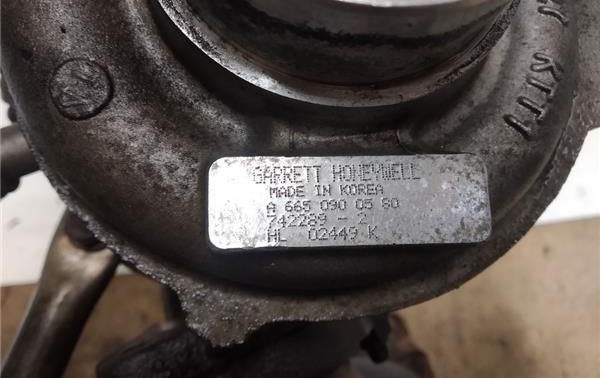 GARRETT HONEYWELL
MADE IN KOREA
A 665 090 05 80
742289 - 2
HL 02449 K